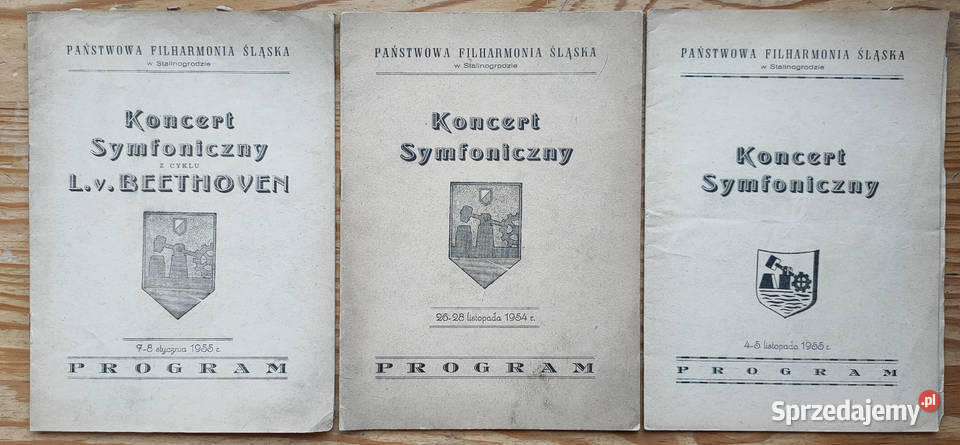 PAŃSTWOWA FILHARMONIA ŚLĄSKA
w Stalinogrodzie
Koncert
Symfoniczny
Z CYKLU
L.v. BEETHOVEN
7-8 stycznia 1955 r.
PROGRAM
PAŃSTWOWA FILHARMONIA ŚLĄSKA
w Stalinogrodzie
Koncert
Symfoniczny
26-28 listopada 1954 r.
PROGRAM
PAŃSTWOWA FILHARMONIA ŚLĄSKA
w Stalinogrodzie
Koncert
Symfoniczny
4-5 listopada 1955 r.
PROGRAM
Sprzedajemy.pl